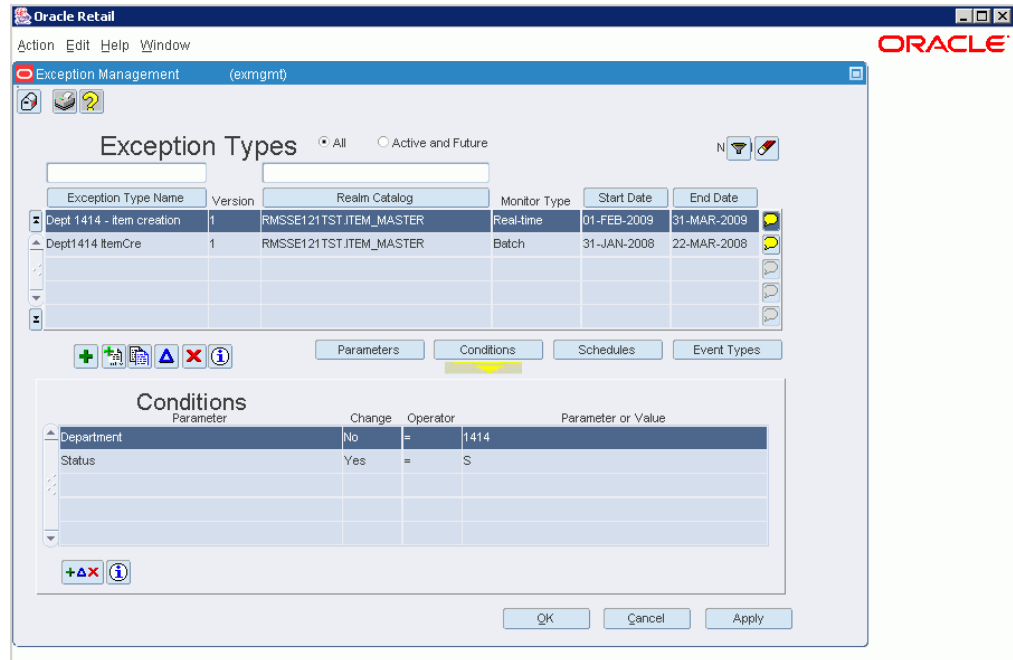 Oracle Retail
Action Edit Help Window
ORACLE
Exception Management (exmgmt)
Exception Types All Active and Future
N
Exception Type Name Version Realm Catalog Monitor Type Start Date End Date
Dept 1414 - item creation 1 RMSSE121TST.ITEM_MASTER Real-time 01-FEB-2009 31-MAR-2009
Dept1414 ItemCre 1 RMSSE121TST.ITEM_MASTER Batch 31-JAN-2008 22-MAR-2008
Parameters Conditions Schedules Event Types
Conditions
Parameter Change Operator Parameter or Value
Department No = 1414
Status Yes = S
OK Cancel Apply